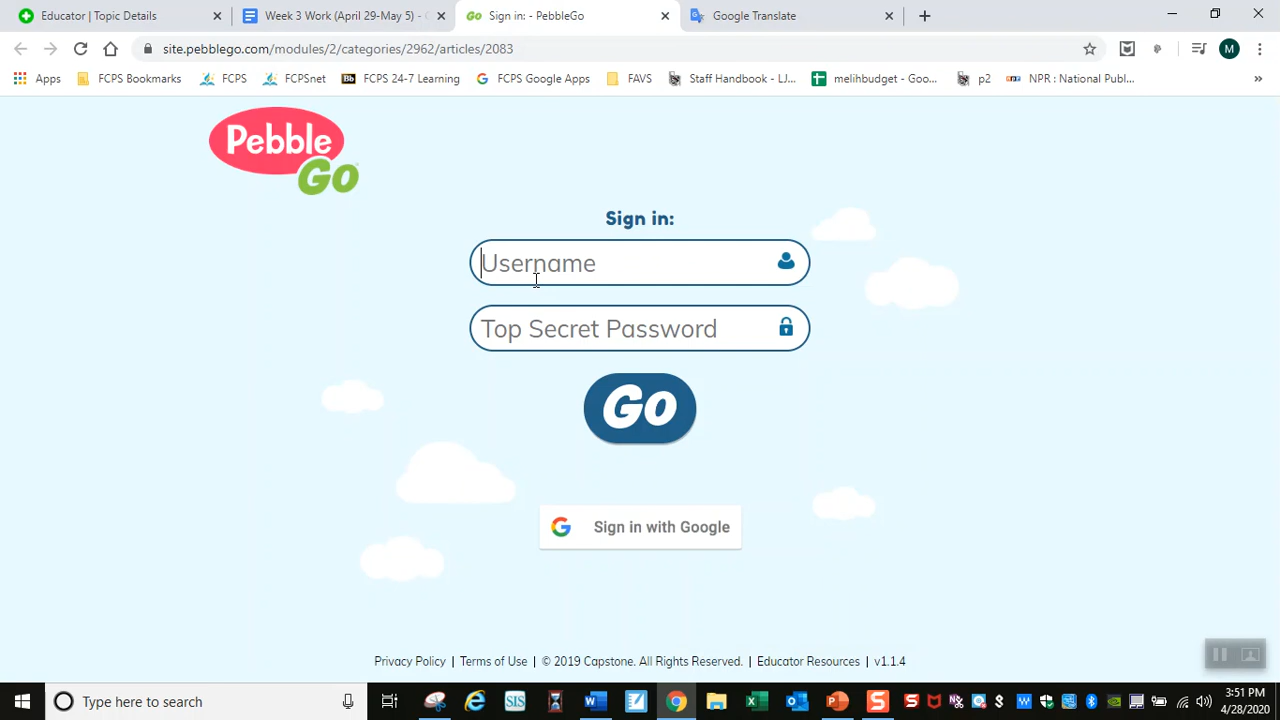 Educator | Topic Details
Week 3 Work (April 29-May 5) -
Sign in: - PebbleGo
Google Translate
site.pebblego.com/modules/2/categories/2962/articles/2083
M
Apps
FCPS Bookmarks
FCPS
FCPSnet
Bb FCPS 24-7 Learning
FCPS Google Apps
FAVS
Staff Handbook - LJ...
melihbudget - Goo...
p2
npr NPR : National Publ...
Pebble
Go
Sign in:
Username
Top Secret Password
Go
G Sign in with Google
Privacy Policy | Terms of Use | © 2019 Capstone. All Rights Reserved. | Educator Resources | v1.1.4
Type here to search
SIS
3:51 PM
4/28/2020